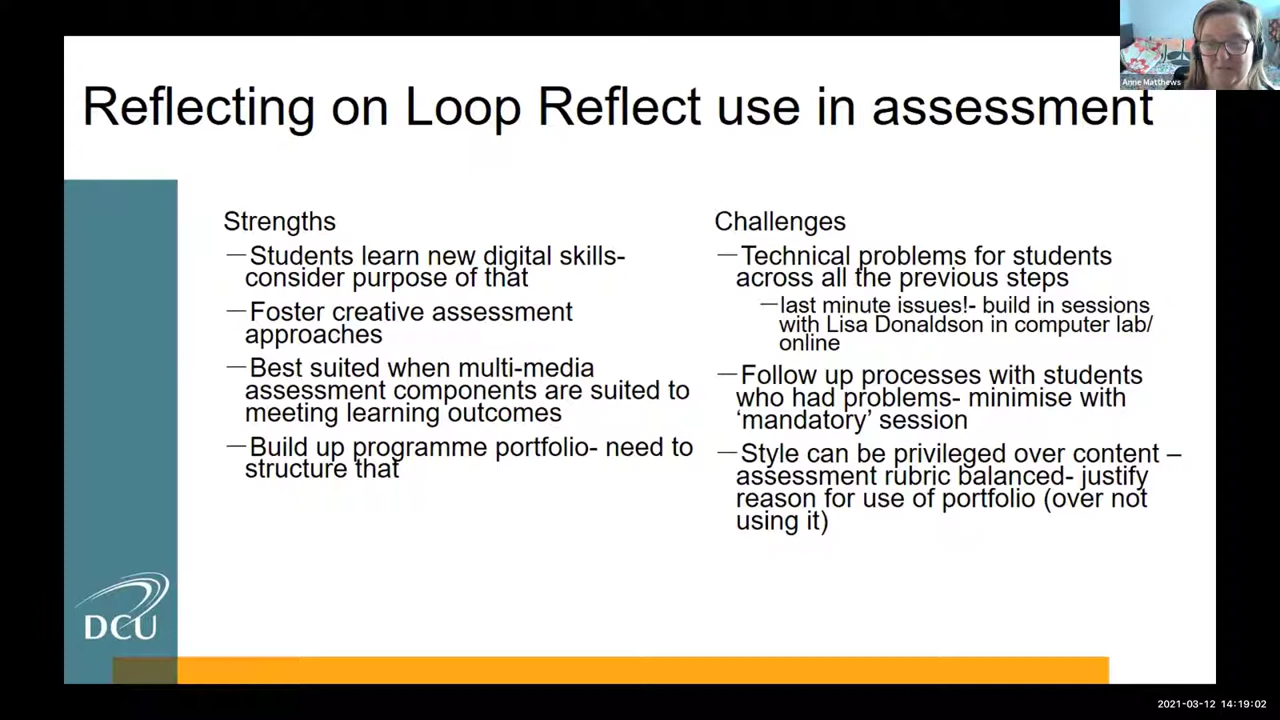 Anne Matthews
Reflecting on Loop Reflect use in assessment
Strengths
—Students learn new digital skills-
consider purpose of that
—Foster creative assessment
approaches
—Best suited when multi-media
assessment components are suited to
meeting learning outcomes
—Build up programme portfolio- need to
structure that
Challenges
—Technical problems for students
across all the previous steps
—last minute issues!- build in sessions
with Lisa Donaldson in computer lab/
online
—Follow up processes with students
who had problems- minimise with
‘mandatory’ session
—Style can be privileged over content –
assessment rubric balanced- justify
reason for use of portfolio (over not
using it)
DCU
2021-03-12 14:19:02